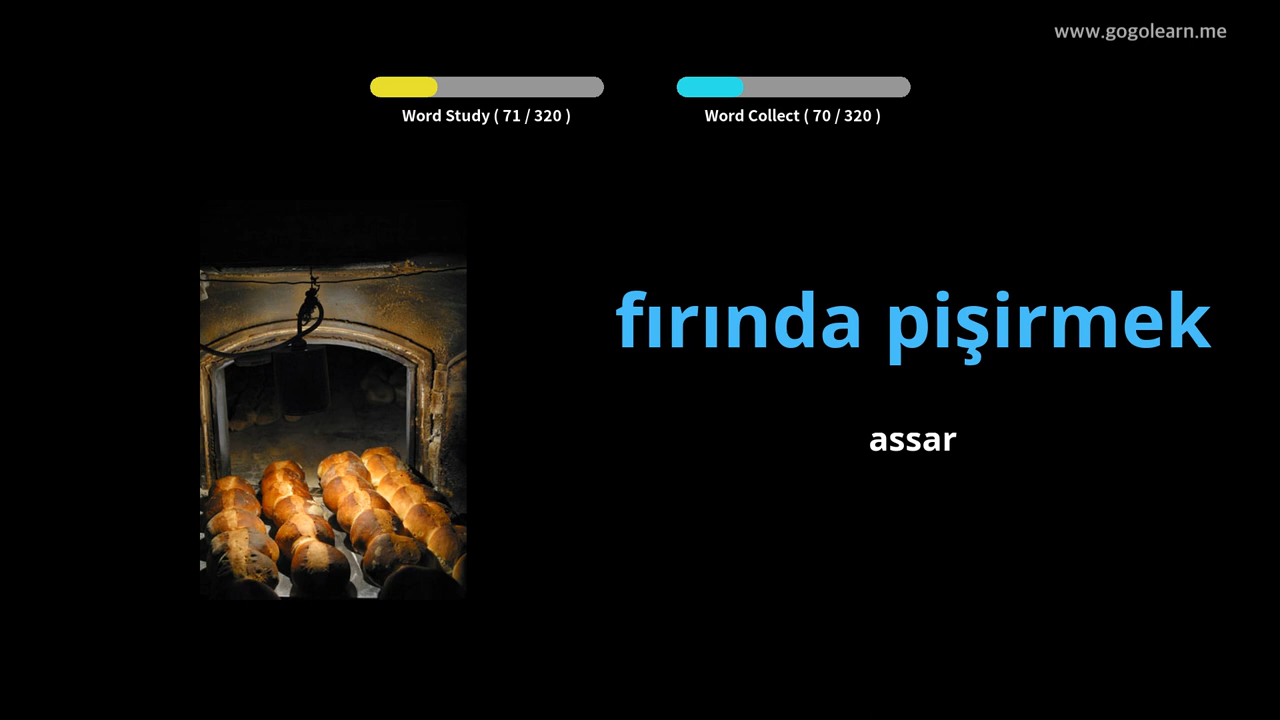 www.gogolearn.me
Word Study ( 71 / 320 )
Word Collect ( 70 / 320 )
fırında pişirmek
assar